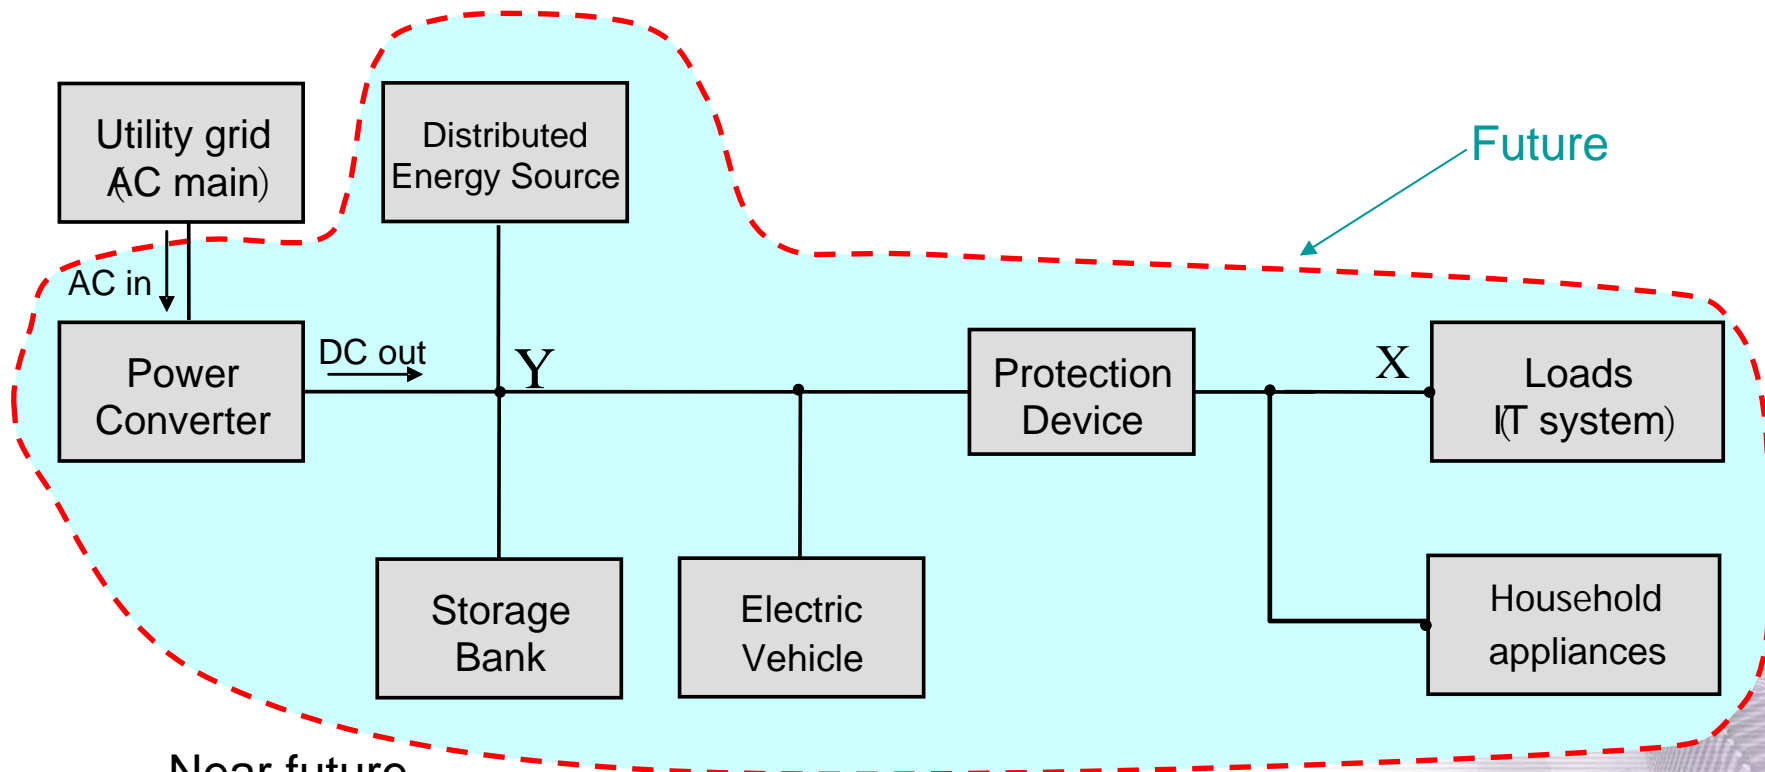 Utility grid
(AC main)
Distributed
Energy Source
Future
AC in
Power
Converter
DC out
Y
Protection
Device
X
Loads
(IT system)
Storage
Bank
Electric
Vehicle
Household
appliances
Near future